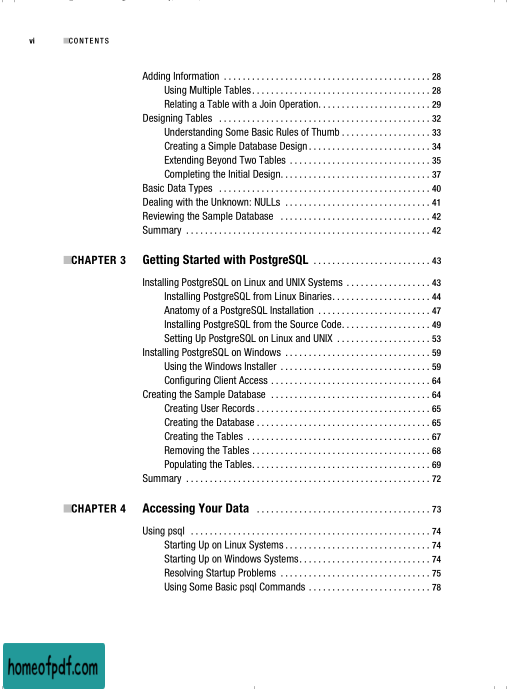 vi ■CONTENTS
Adding Information . . . . . . . . . . . . . . . . . . . . . . . . . . . . . . . . . . . . . . . . . . . . 28
Using Multiple Tables . . . . . . . . . . . . . . . . . . . . . . . . . . . . . . . . . . . . . . 28
Relating a Table with a Join Operation. . . . . . . . . . . . . . . . . . . . . . . . 29
Designing Tables . . . . . . . . . . . . . . . . . . . . . . . . . . . . . . . . . . . . . . . . . . . . . 32
Understanding Some Basic Rules of Thumb . . . . . . . . . . . . . . . . . . . 33
Creating a Simple Database Design . . . . . . . . . . . . . . . . . . . . . . . . . . 34
Extending Beyond Two Tables . . . . . . . . . . . . . . . . . . . . . . . . . . . . . . 35
Completing the Initial Design. . . . . . . . . . . . . . . . . . . . . . . . . . . . . . . . 37
Basic Data Types . . . . . . . . . . . . . . . . . . . . . . . . . . . . . . . . . . . . . . . . . . . . . 40
Dealing with the Unknown: NULLs . . . . . . . . . . . . . . . . . . . . . . . . . . . . . . . 41
Reviewing the Sample Database . . . . . . . . . . . . . . . . . . . . . . . . . . . . . . . . 42
Summary . . . . . . . . . . . . . . . . . . . . . . . . . . . . . . . . . . . . . . . . . . . . . . . . . . . . 42
■CHAPTER 3 Getting Started with PostgreSQL . . . . . . . . . . . . . . . . . . . . . . . . . 43
Installing PostgreSQL on Linux and UNIX Systems . . . . . . . . . . . . . . . . . . 43
Installing PostgreSQL from Linux Binaries. . . . . . . . . . . . . . . . . . . . . 44
Anatomy of a PostgreSQL Installation . . . . . . . . . . . . . . . . . . . . . . . . 47
Installing PostgreSQL from the Source Code. . . . . . . . . . . . . . . . . . . 49
Setting Up PostgreSQL on Linux and UNIX . . . . . . . . . . . . . . . . . . . . 53
Installing PostgreSQL on Windows . . . . . . . . . . . . . . . . . . . . . . . . . . . . . . . 59
Using the Windows Installer . . . . . . . . . . . . . . . . . . . . . . . . . . . . . . . . 59
Configuring Client Access . . . . . . . . . . . . . . . . . . . . . . . . . . . . . . . . . . 64
Creating the Sample Database . . . . . . . . . . . . . . . . . . . . . . . . . . . . . . . . . . 64
Creating User Records . . . . . . . . . . . . . . . . . . . . . . . . . . . . . . . . . . . . . 65
Creating the Database . . . . . . . . . . . . . . . . . . . . . . . . . . . . . . . . . . . . . 65
Creating the Tables . . . . . . . . . . . . . . . . . . . . . . . . . . . . . . . . . . . . . . . 67
Removing the Tables . . . . . . . . . . . . . . . . . . . . . . . . . . . . . . . . . . . . . . 68
Populating the Tables. . . . . . . . . . . . . . . . . . . . . . . . . . . . . . . . . . . . . . 69
Summary . . . . . . . . . . . . . . . . . . . . . . . . . . . . . . . . . . . . . . . . . . . . . . . . . . . . 72
■CHAPTER 4 Accessing Your Data . . . . . . . . . . . . . . . . . . . . . . . . . . . . . . . . . . . . . 73
Using psql . . . . . . . . . . . . . . . . . . . . . . . . . . . . . . . . . . . . . . . . . . . . . . . . . . . 74
Starting Up on Linux Systems . . . . . . . . . . . . . . . . . . . . . . . . . . . . . . . 74
Starting Up on Windows Systems. . . . . . . . . . . . . . . . . . . . . . . . . . . . 74
Resolving Startup Problems . . . . . . . . . . . . . . . . . . . . . . . . . . . . . . . . 75
Using Some Basic psql Commands . . . . . . . . . . . . . . . . . . . . . . . . . . 78
homeofpdf.com